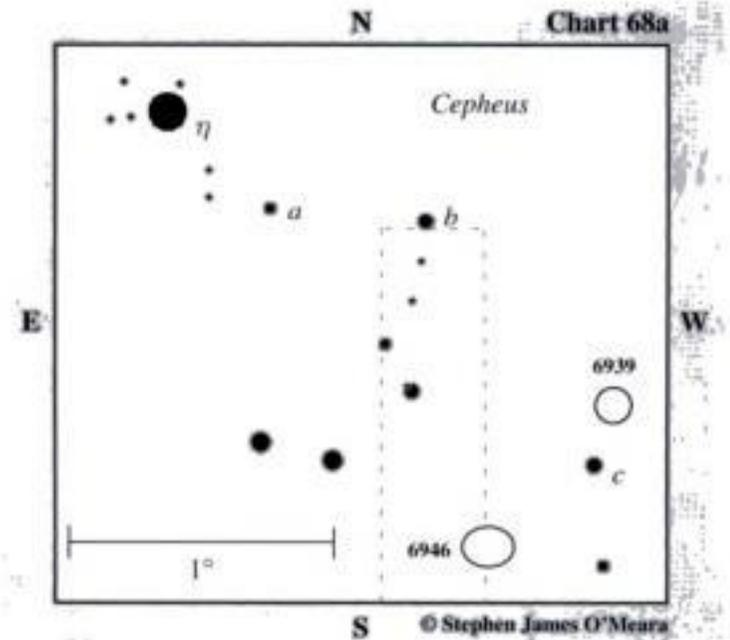 N
Chart 68a
Cepheus
η
a
b
E
W
6939
c
6946
1°
S
© Stephen James O'Meara